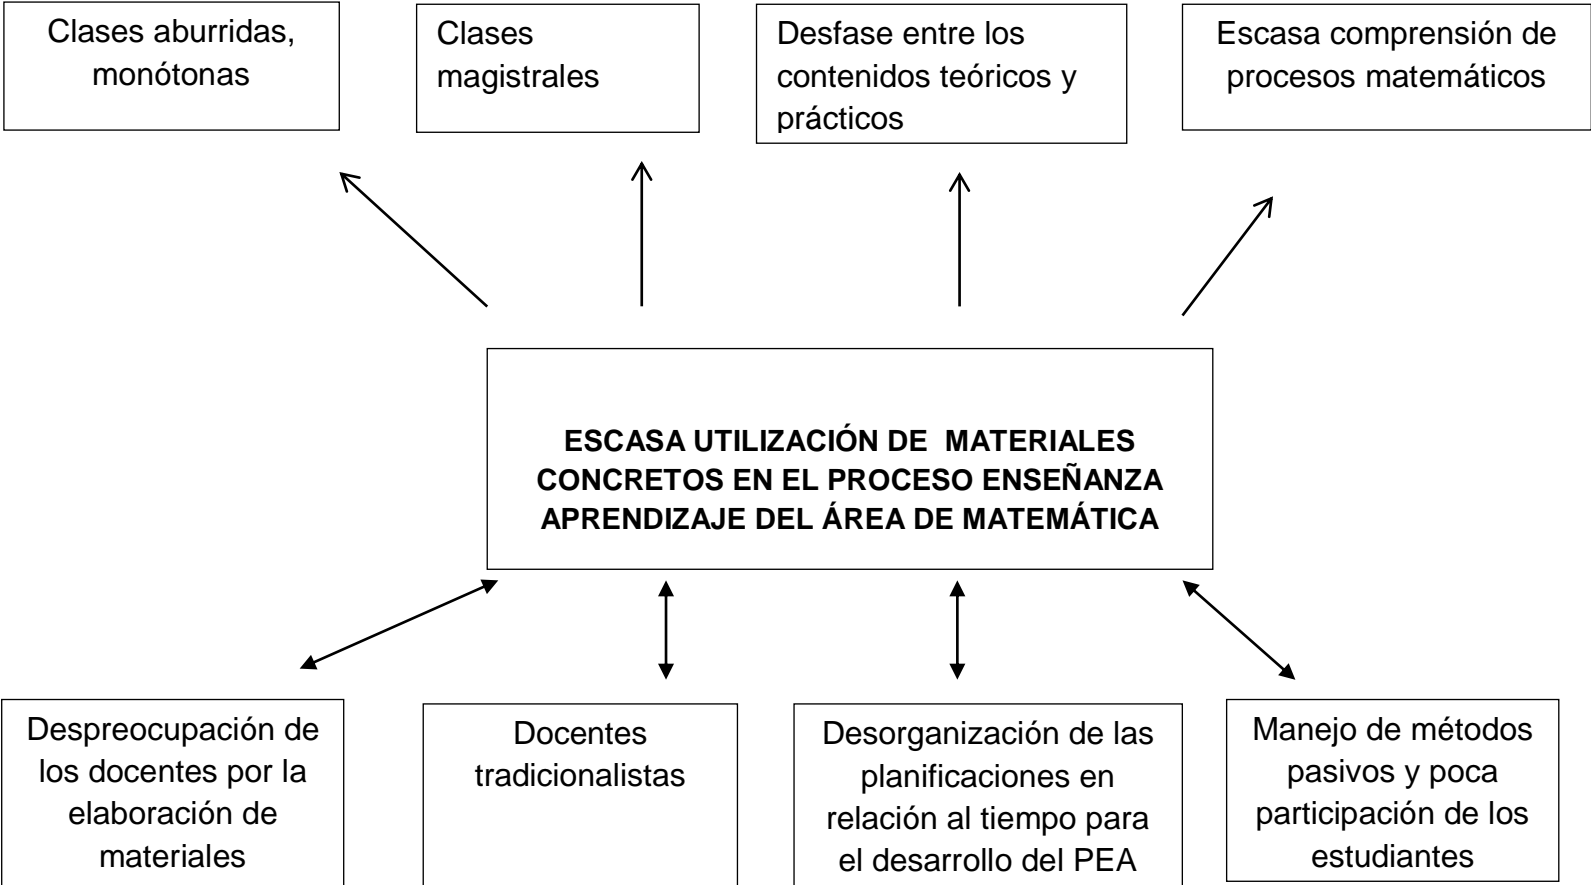 Clases aburridas,
monótonas
Clases
magistrales
Desfase entre los
contenidos teóricos y
prácticos
Escasa comprensión de
procesos matemáticos
ESCASA UTILIZACIÓN DE  MATERIALES
CONCRETOS EN EL PROCESO ENSEÑANZA
APRENDIZAJE DEL ÁREA DE MATEMÁTICA
Despreocupación de
los docentes por la
elaboración de
materiales
Docentes
tradicionalistas
Desorganización de las
planificaciones en
relación al tiempo para
el desarrollo del PEA
Manejo de métodos
pasivos y poca
participación de los
estudiantes